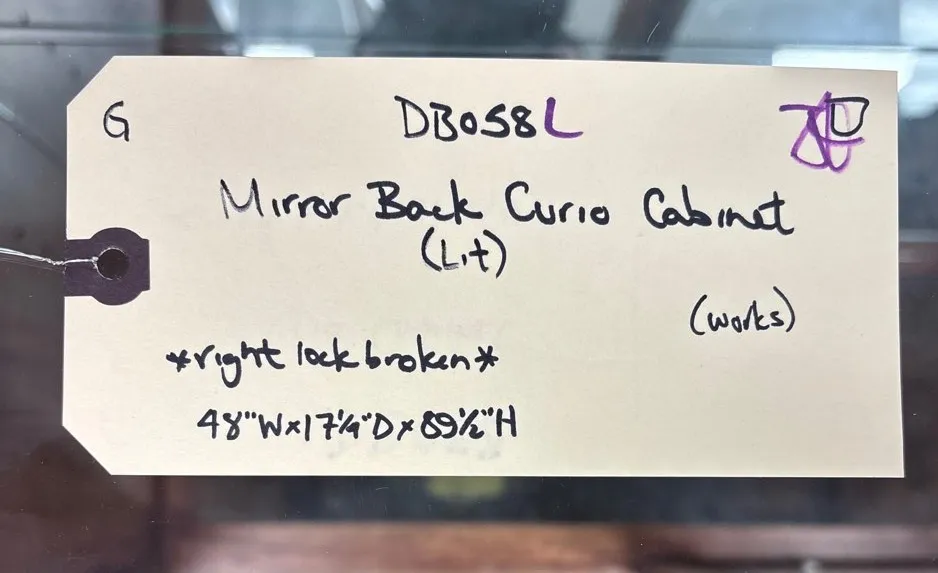 G DB058L
Mirror Back Curio Cabinet
(Lit)
(works)
*right lock broken*
48"W x 17¼"D x 89½"H